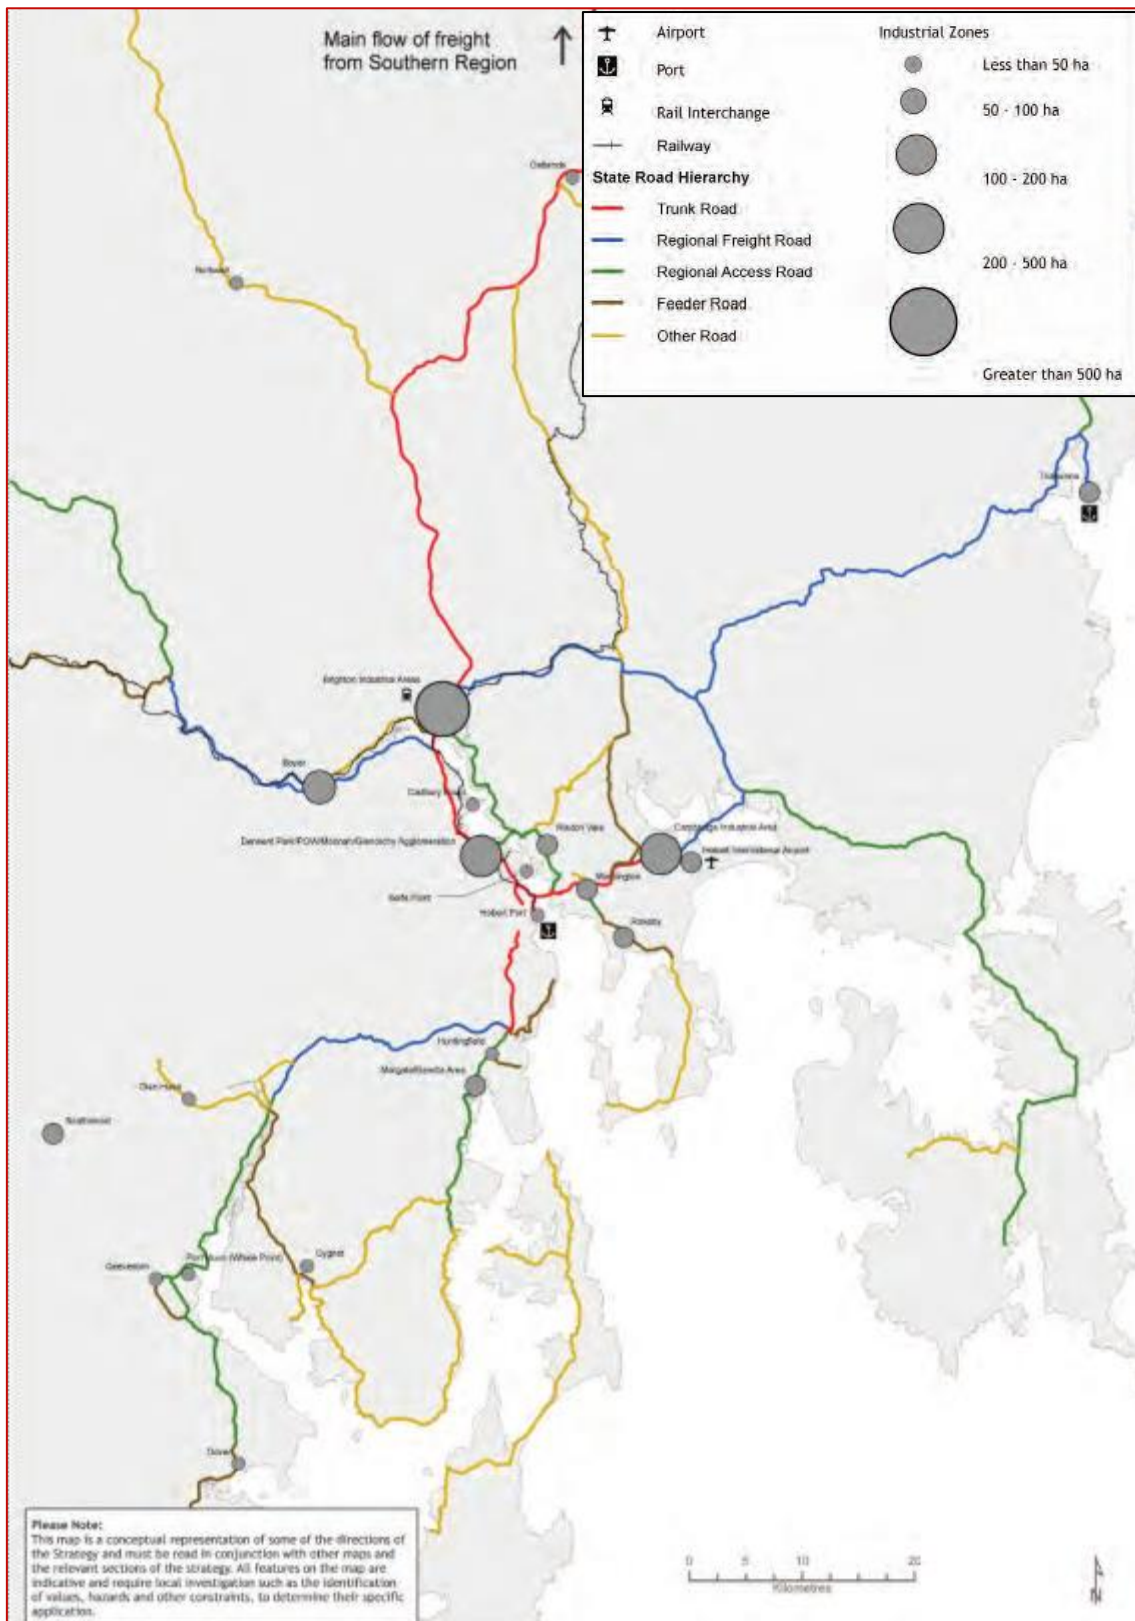 Main flow of freight
from Southern Region
Airport
Port
Rail Interchange
Railway
State Road Hierarchy
Trunk Road
Regional Freight Road
Regional Access Road
Feeder Road
Other Road
Industrial Zones
Less than 50 ha
50 - 100 ha
100 - 200 ha
200 - 500 ha
Greater than 500 ha
Oatlands
Triabunna
Brighton Industrial Areas
Boyer
Derwent Park/POW/Moonah/Glenorchy Agglomeration
Risdon Vale
Cambridge Industrial Area
Hobart International Airport
Mornington
Selfs Point
Hobart Port
Rokeby
Huntingfield
Margate/Electrona Area
Glen Huon
Southwood
Port Huon (Whale Point)
Geeveston
Cygnet
Dover
Please Note:
This map is a conceptual representation of some of the directions of
the Strategy and must be read in conjunction with other maps and
the relevant sections of the strategy. All features on the map are
indicative and require local investigation such as the identification
of values, hazards and other constraints, to determine their specific
application.
0 5 10 20
Kilometres
N